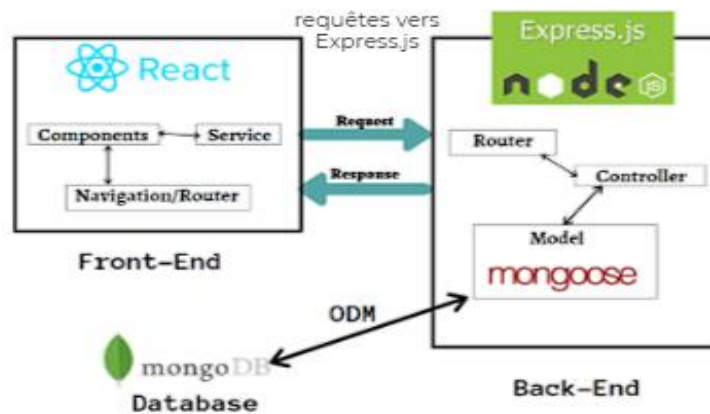 requêtes vers
Express.js
React
Components
Service
Navigation/Router
Front-End
Request
Response
Express.js
node
JS
Router
Controller
Model
mongoose
Back-End
ODM
mongoDB
Database